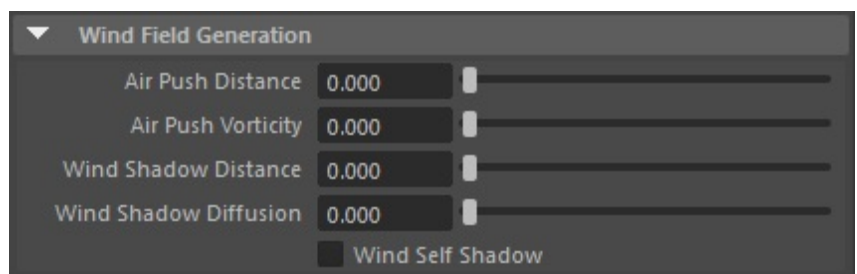 Wind Field Generation
Air Push Distance 0.000
Air Push Vorticity 0.000
Wind Shadow Distance 0.000
Wind Shadow Diffusion 0.000
Wind Self Shadow